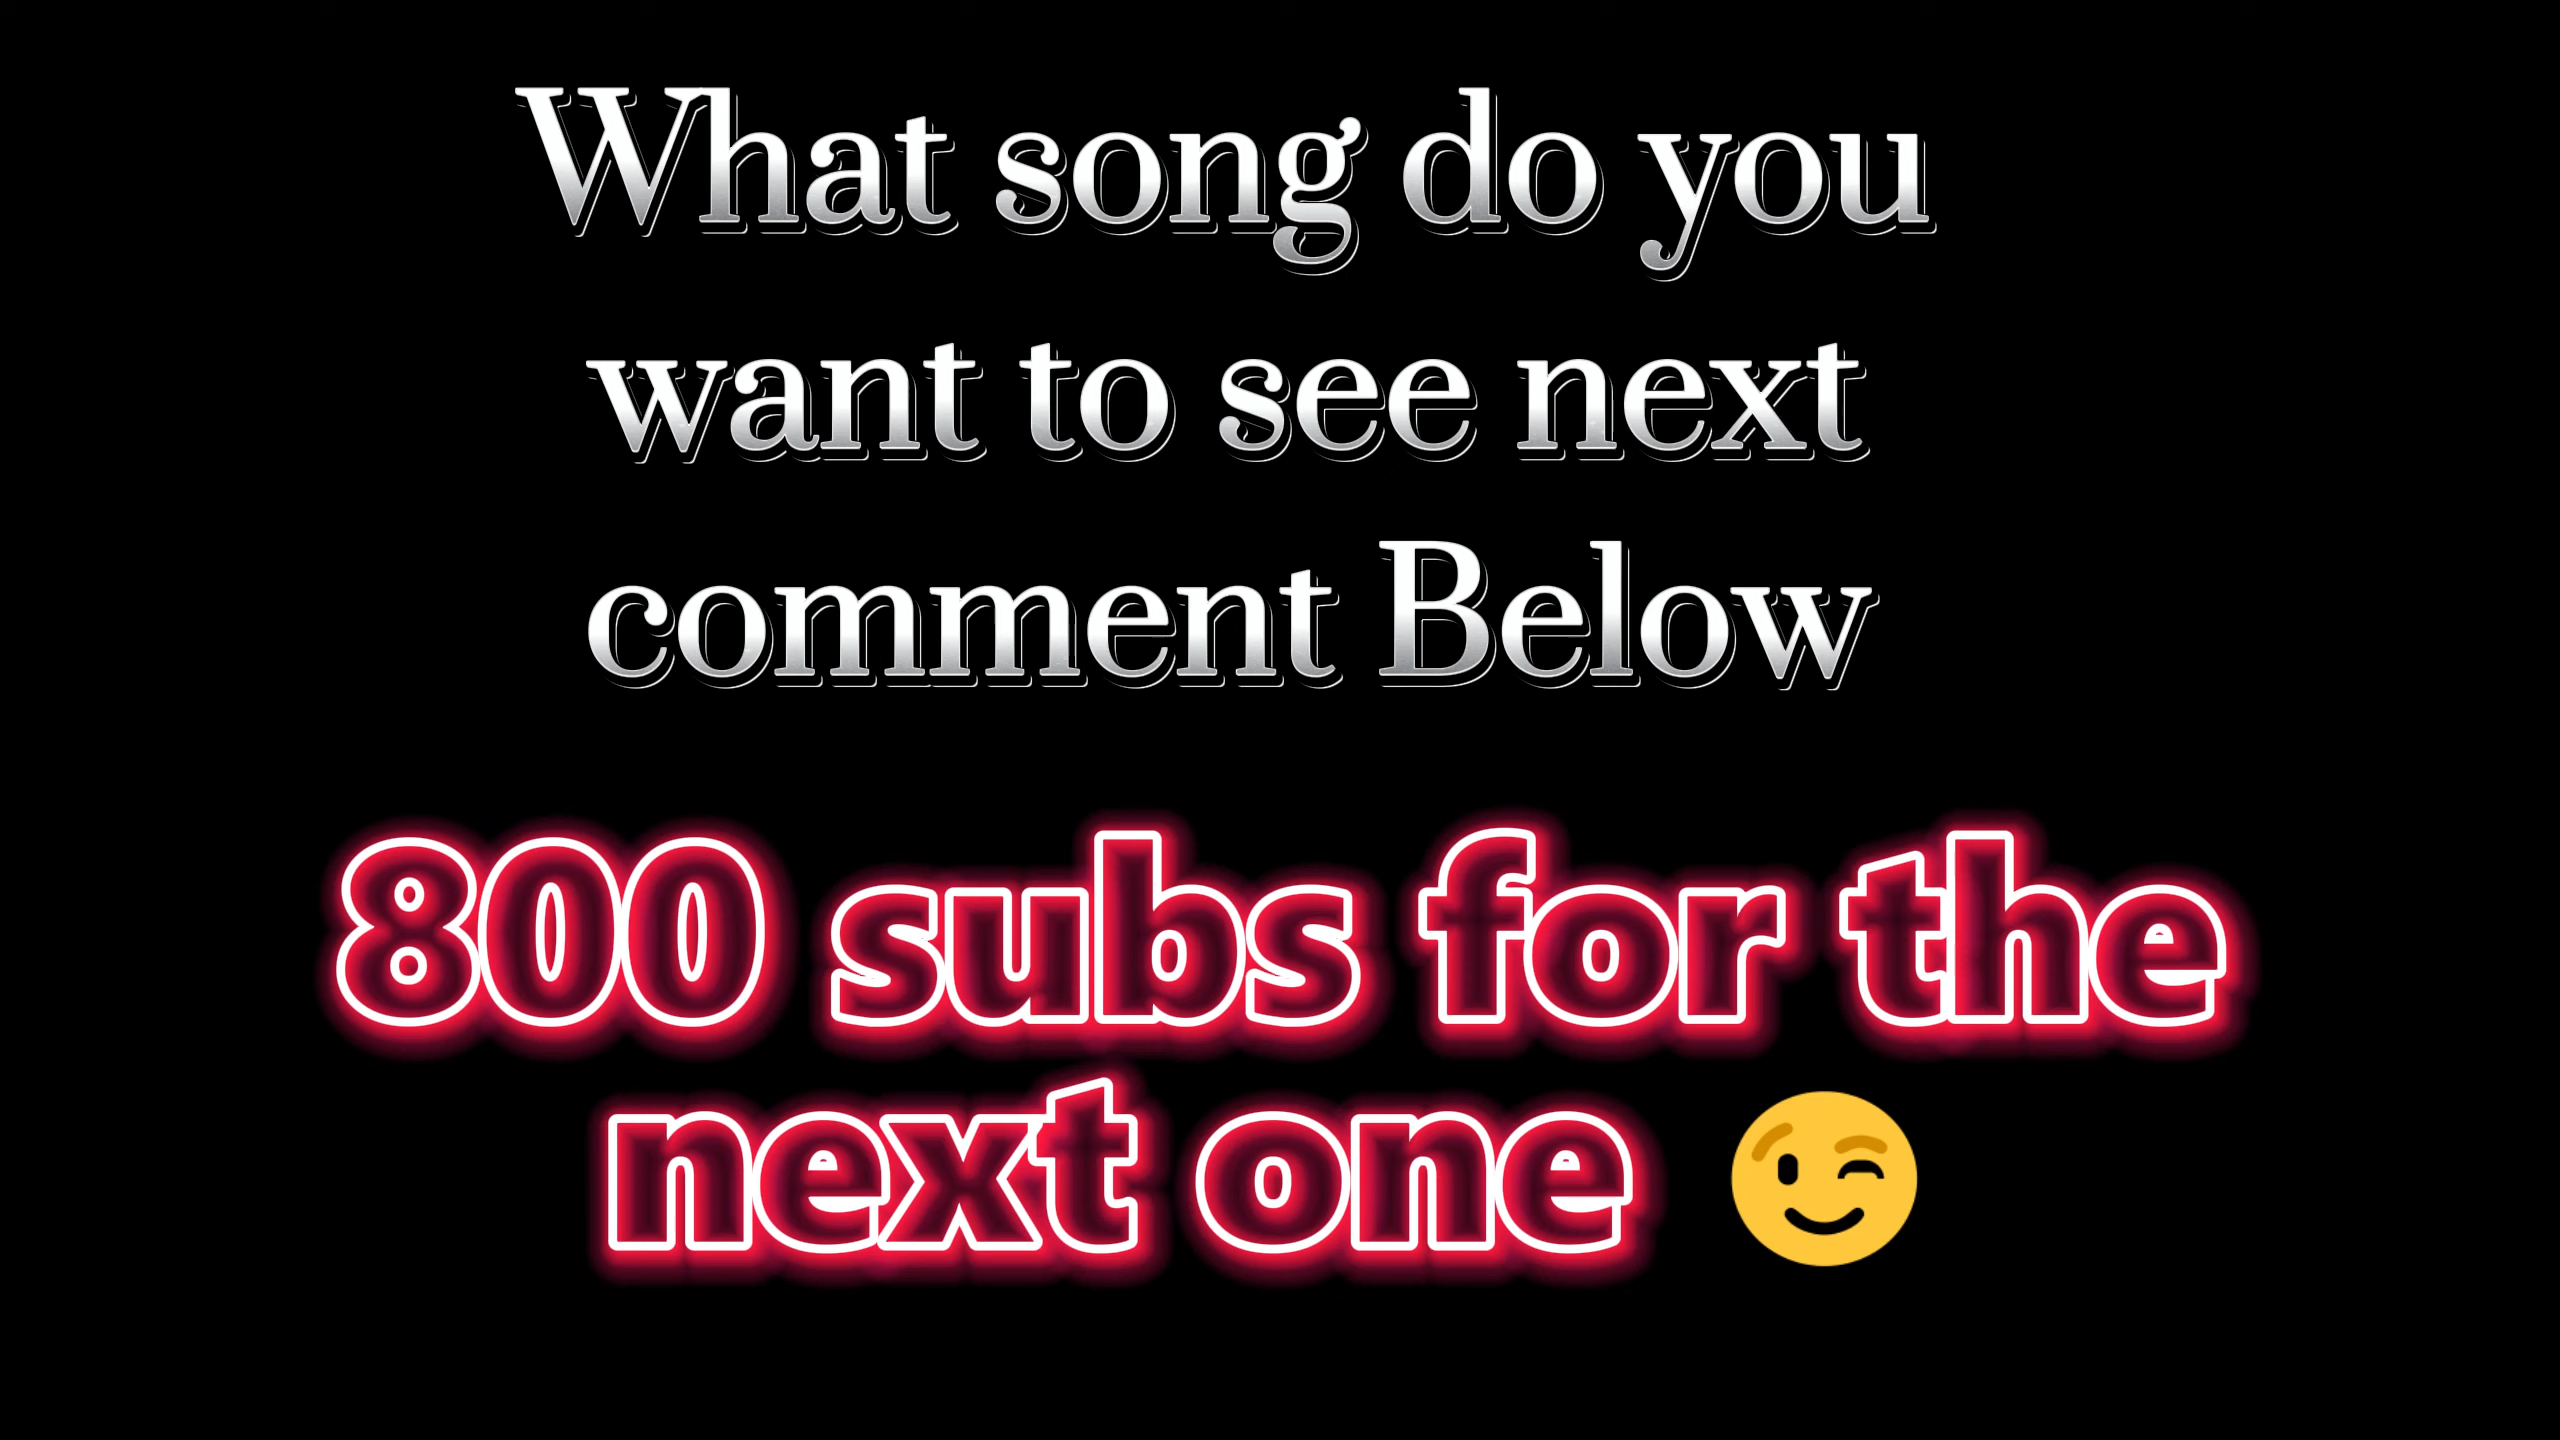 What song do you
want to see next
comment Below
800 subs for the
next one 😉